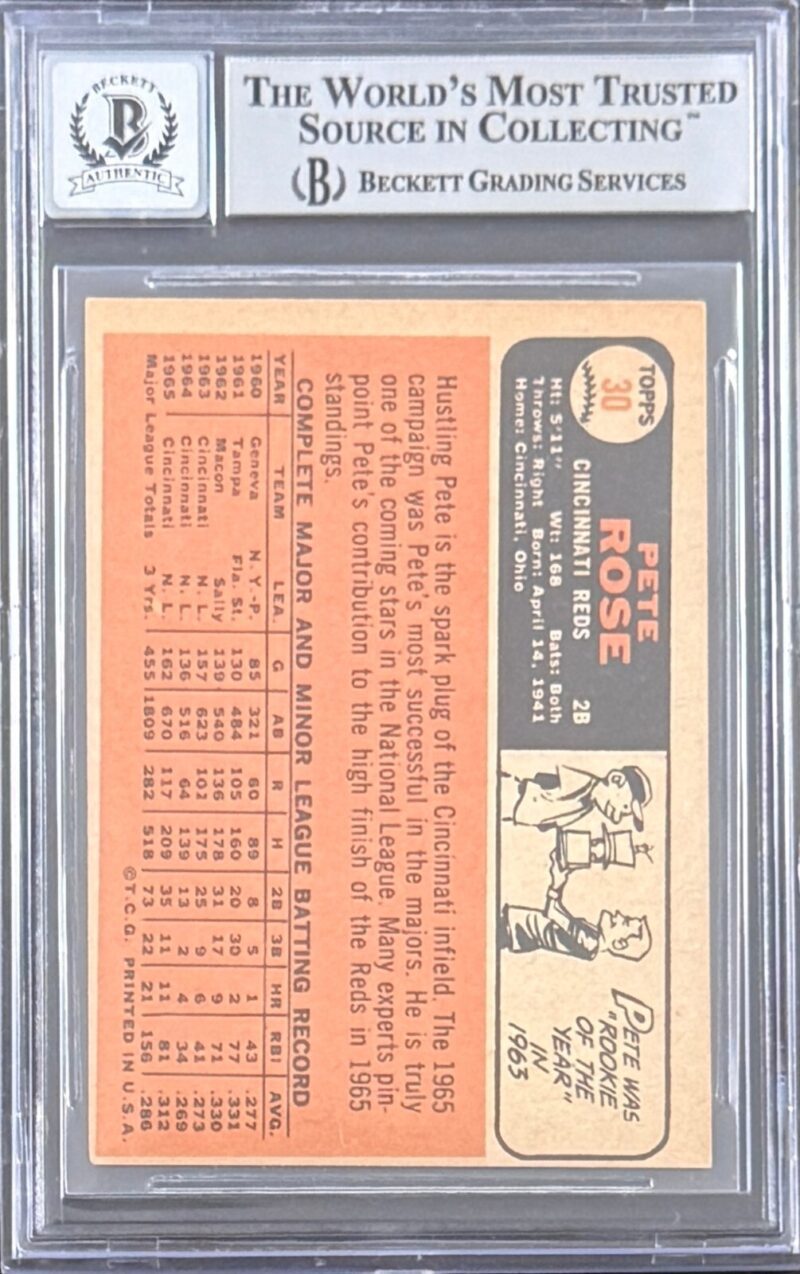 BECKETT
B
AUTHENTIC
THE WORLD'S MOST TRUSTED
SOURCE IN COLLECTING™
(B) BECKETT GRADING SERVICES
TOPPS
30
PETE
ROSE
CINCINNATI REDS 2B
Ht: 5'11" Wt: 168 Bats: Both
Throws: Right Born: April 14, 1941
Home: Cincinnati, Ohio
PETE WAS
"ROOKIE
OF THE
YEAR"
IN
1963
Hustling Pete is the spark plug of the Cincinnati infield. The 1965
campaign was Pete's most successful in the majors. He is truly
one of the coming stars in the National League. Many experts pin-
point Pete's contribution to the high finish of the Reds in 1965
standings.
COMPLETE MAJOR AND MINOR LEAGUE BATTING RECORD
YEAR TEAM LEA. G AB R H 2B 3B HR RBI AVG.
1960 Geneva N.Y.-P. 85 321 60 89 8 5 1 43 .277
1961 Tampa Fla. St. 130 484 105 160 20 30 2 77 .331
1962 Macon Sally 139 540 136 178 31 17 9 71 .330
1963 Cincinnati N. L. 157 623 101 175 25 9 6 41 .273
1964 Cincinnati N. L. 136 516 64 139 13 2 4 34 .269
1965 Cincinnati N. L. 162 670 117 209 35 11 11 81 .312
Major League Totals 3 Yrs. 455 1809 282 518 73 22 21 156 .286
©T.C.G. PRINTED IN U.S.A.